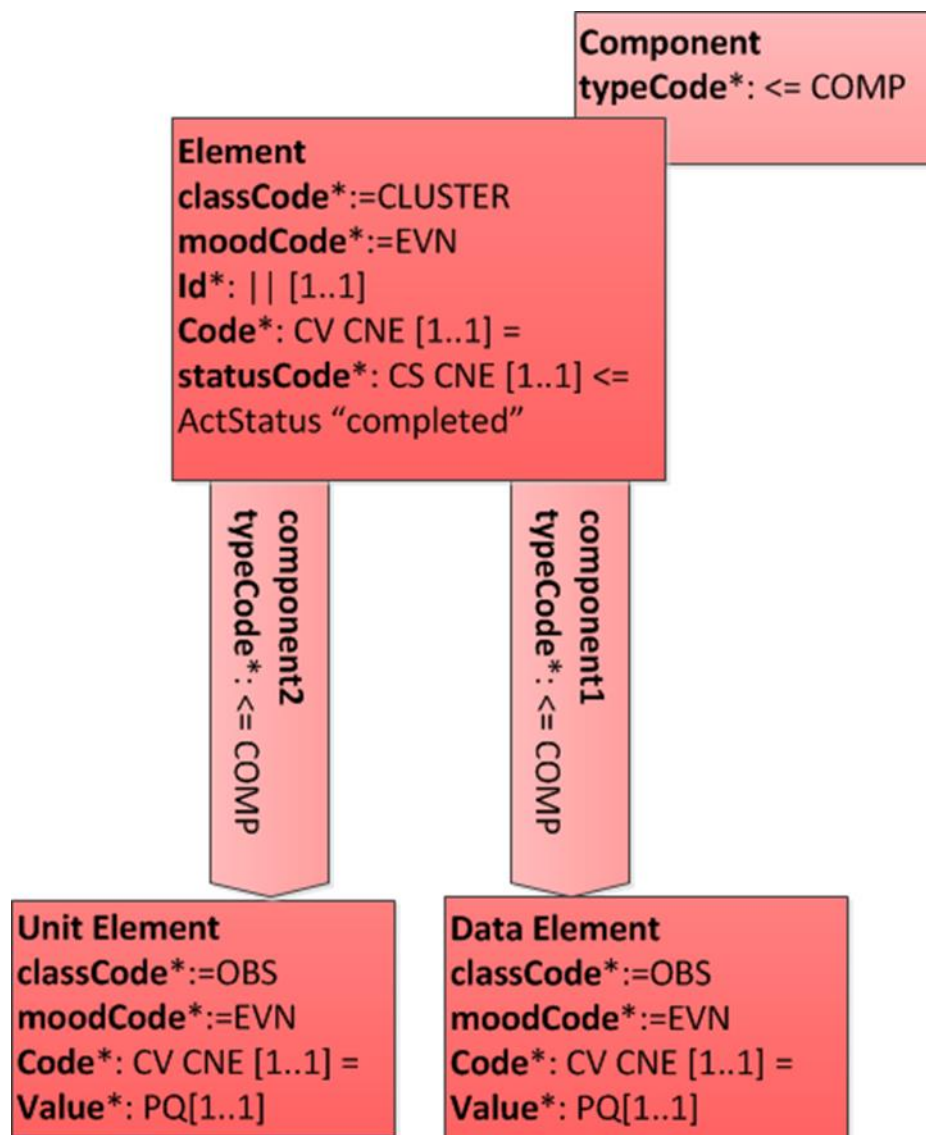 Component
typeCode*: <= COMP
Element
classCode*:=CLUSTER
moodCode*:=EVN
Id*: || [1..1]
Code*: CV CNE [1..1] =
statusCode*: CS CNE [1..1] <=
ActStatus “completed”
component2
typeCode*: <= COMP
component1
typeCode*: <= COMP
Unit Element
classCode*:=OBS
moodCode*:=EVN
Code*: CV CNE [1..1] =
Value*: PQ[1..1]
Data Element
classCode*:=OBS
moodCode*:=EVN
Code*: CV CNE [1..1] =
Value*: PQ[1..1]